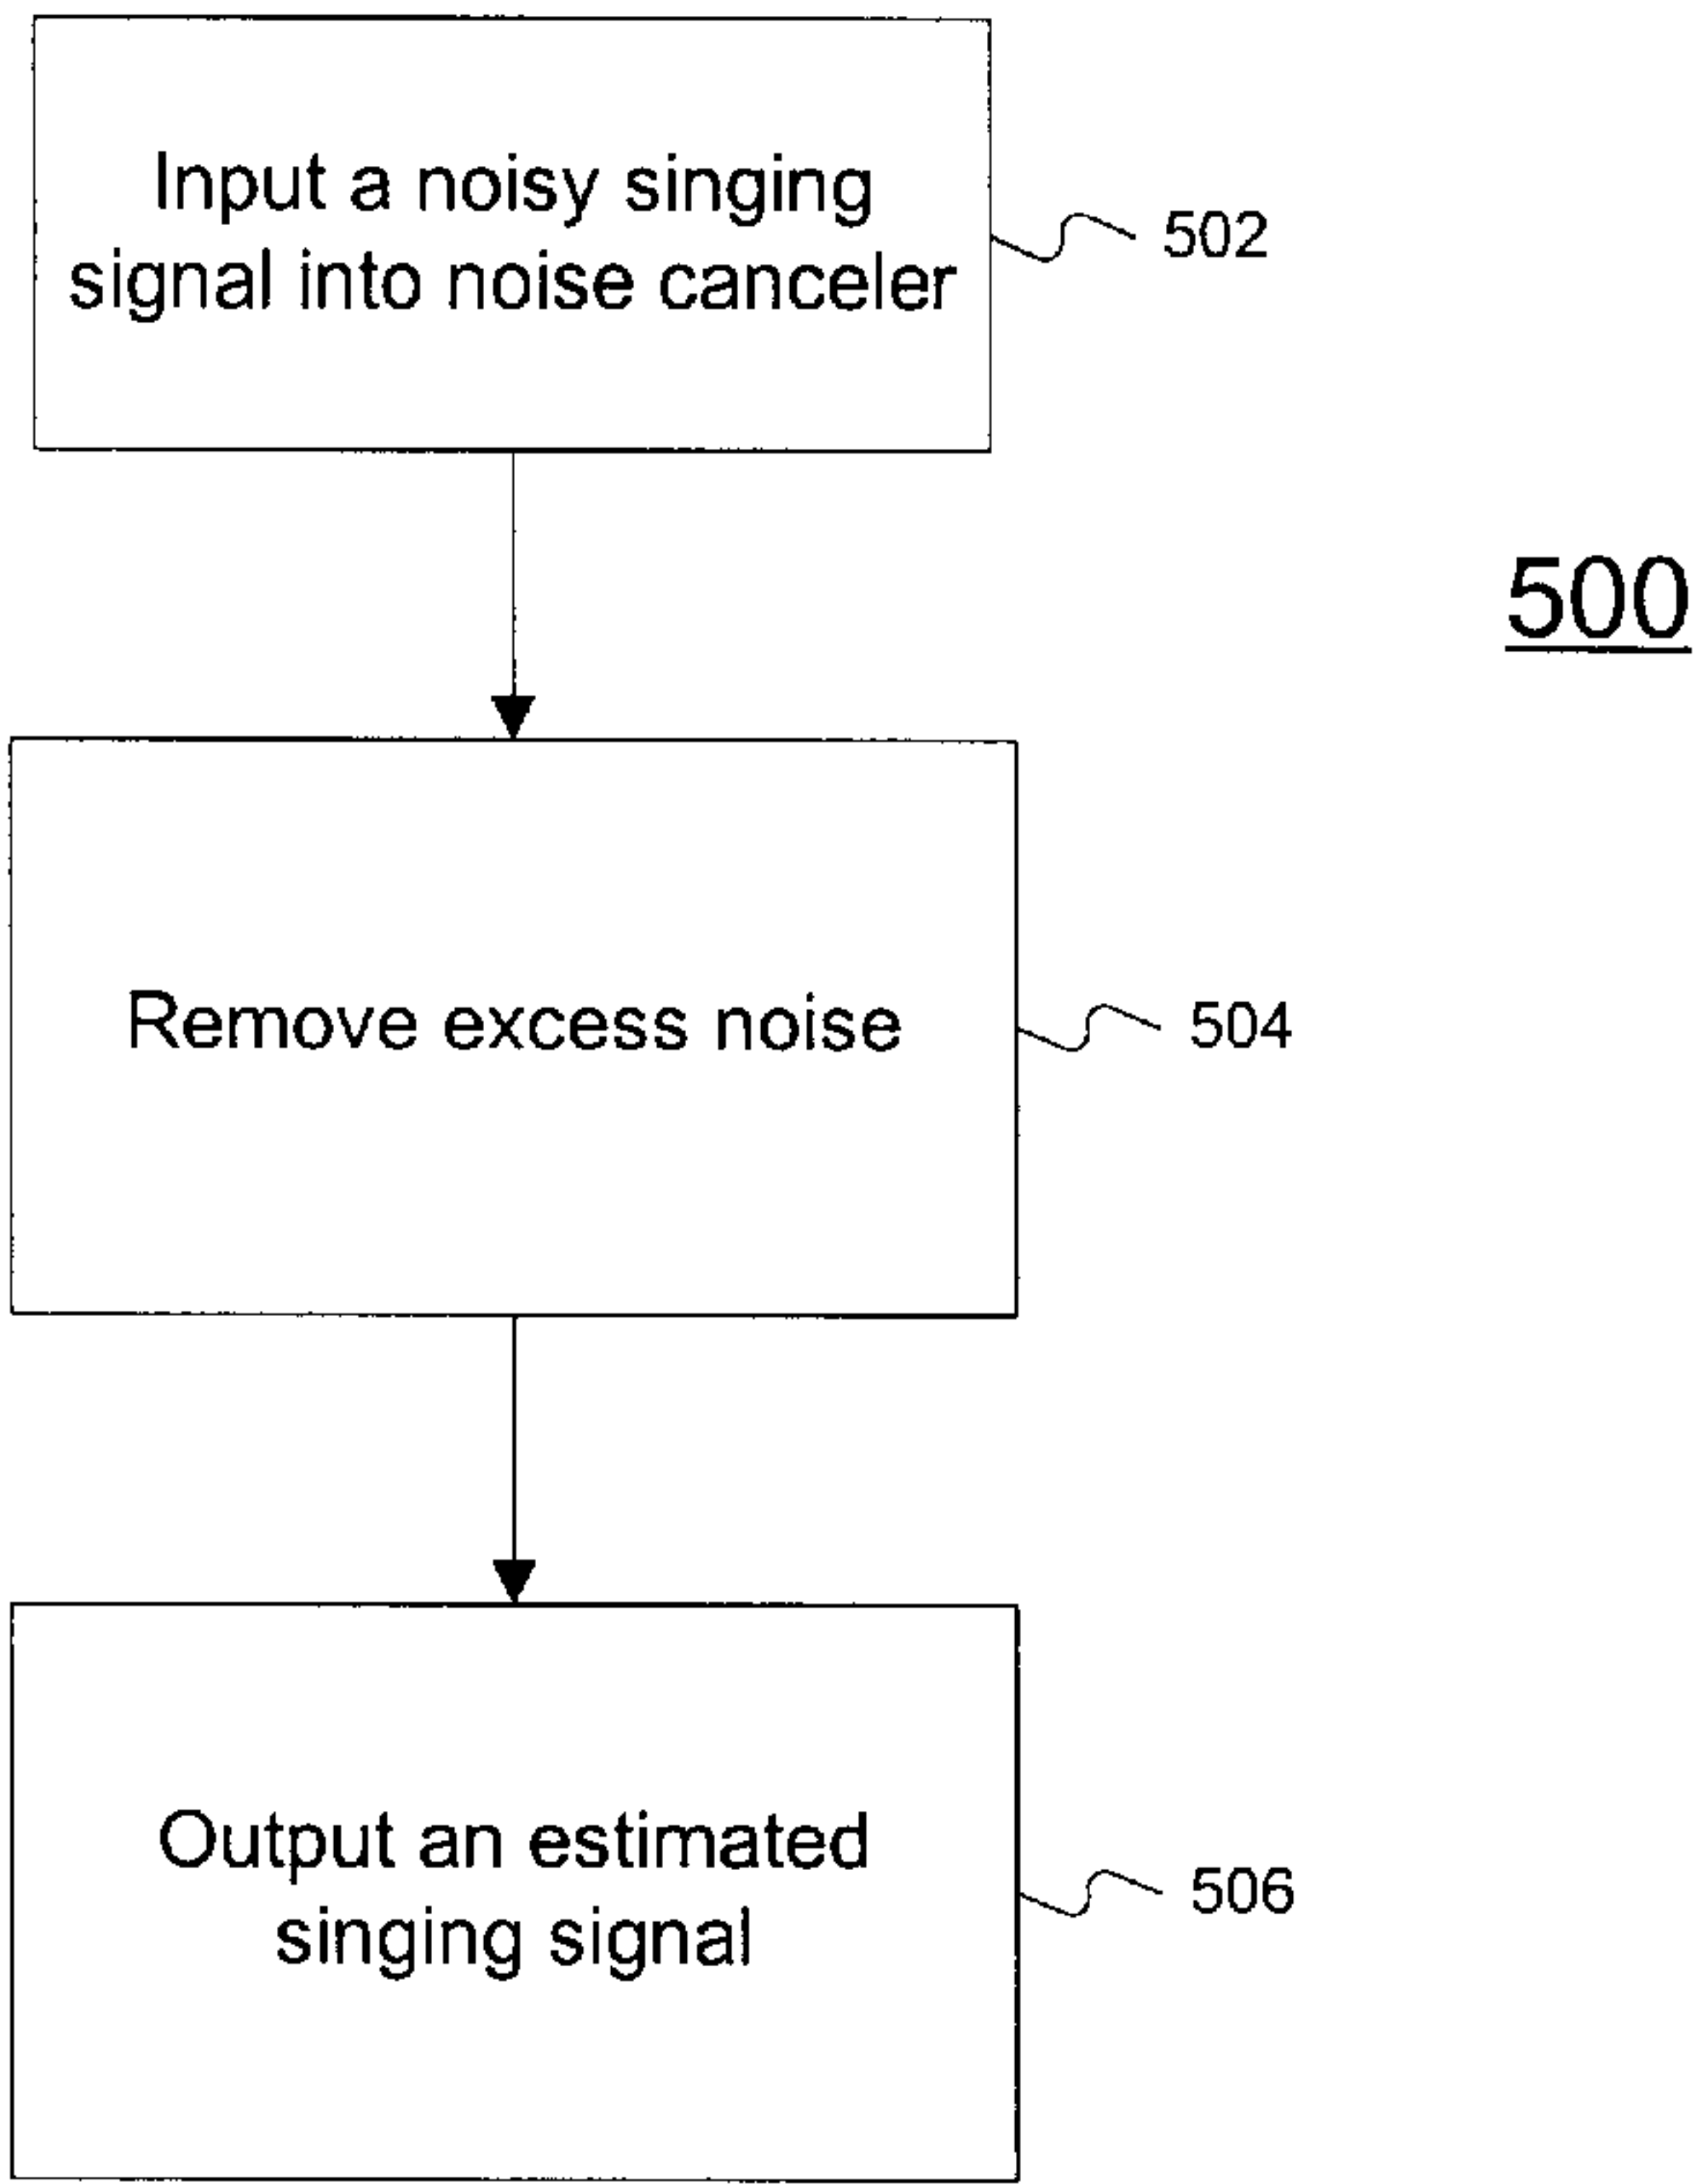 Input a noisy singing
signal into noise canceler
502
500
Remove excess noise
504
Output an estimated
singing signal
506